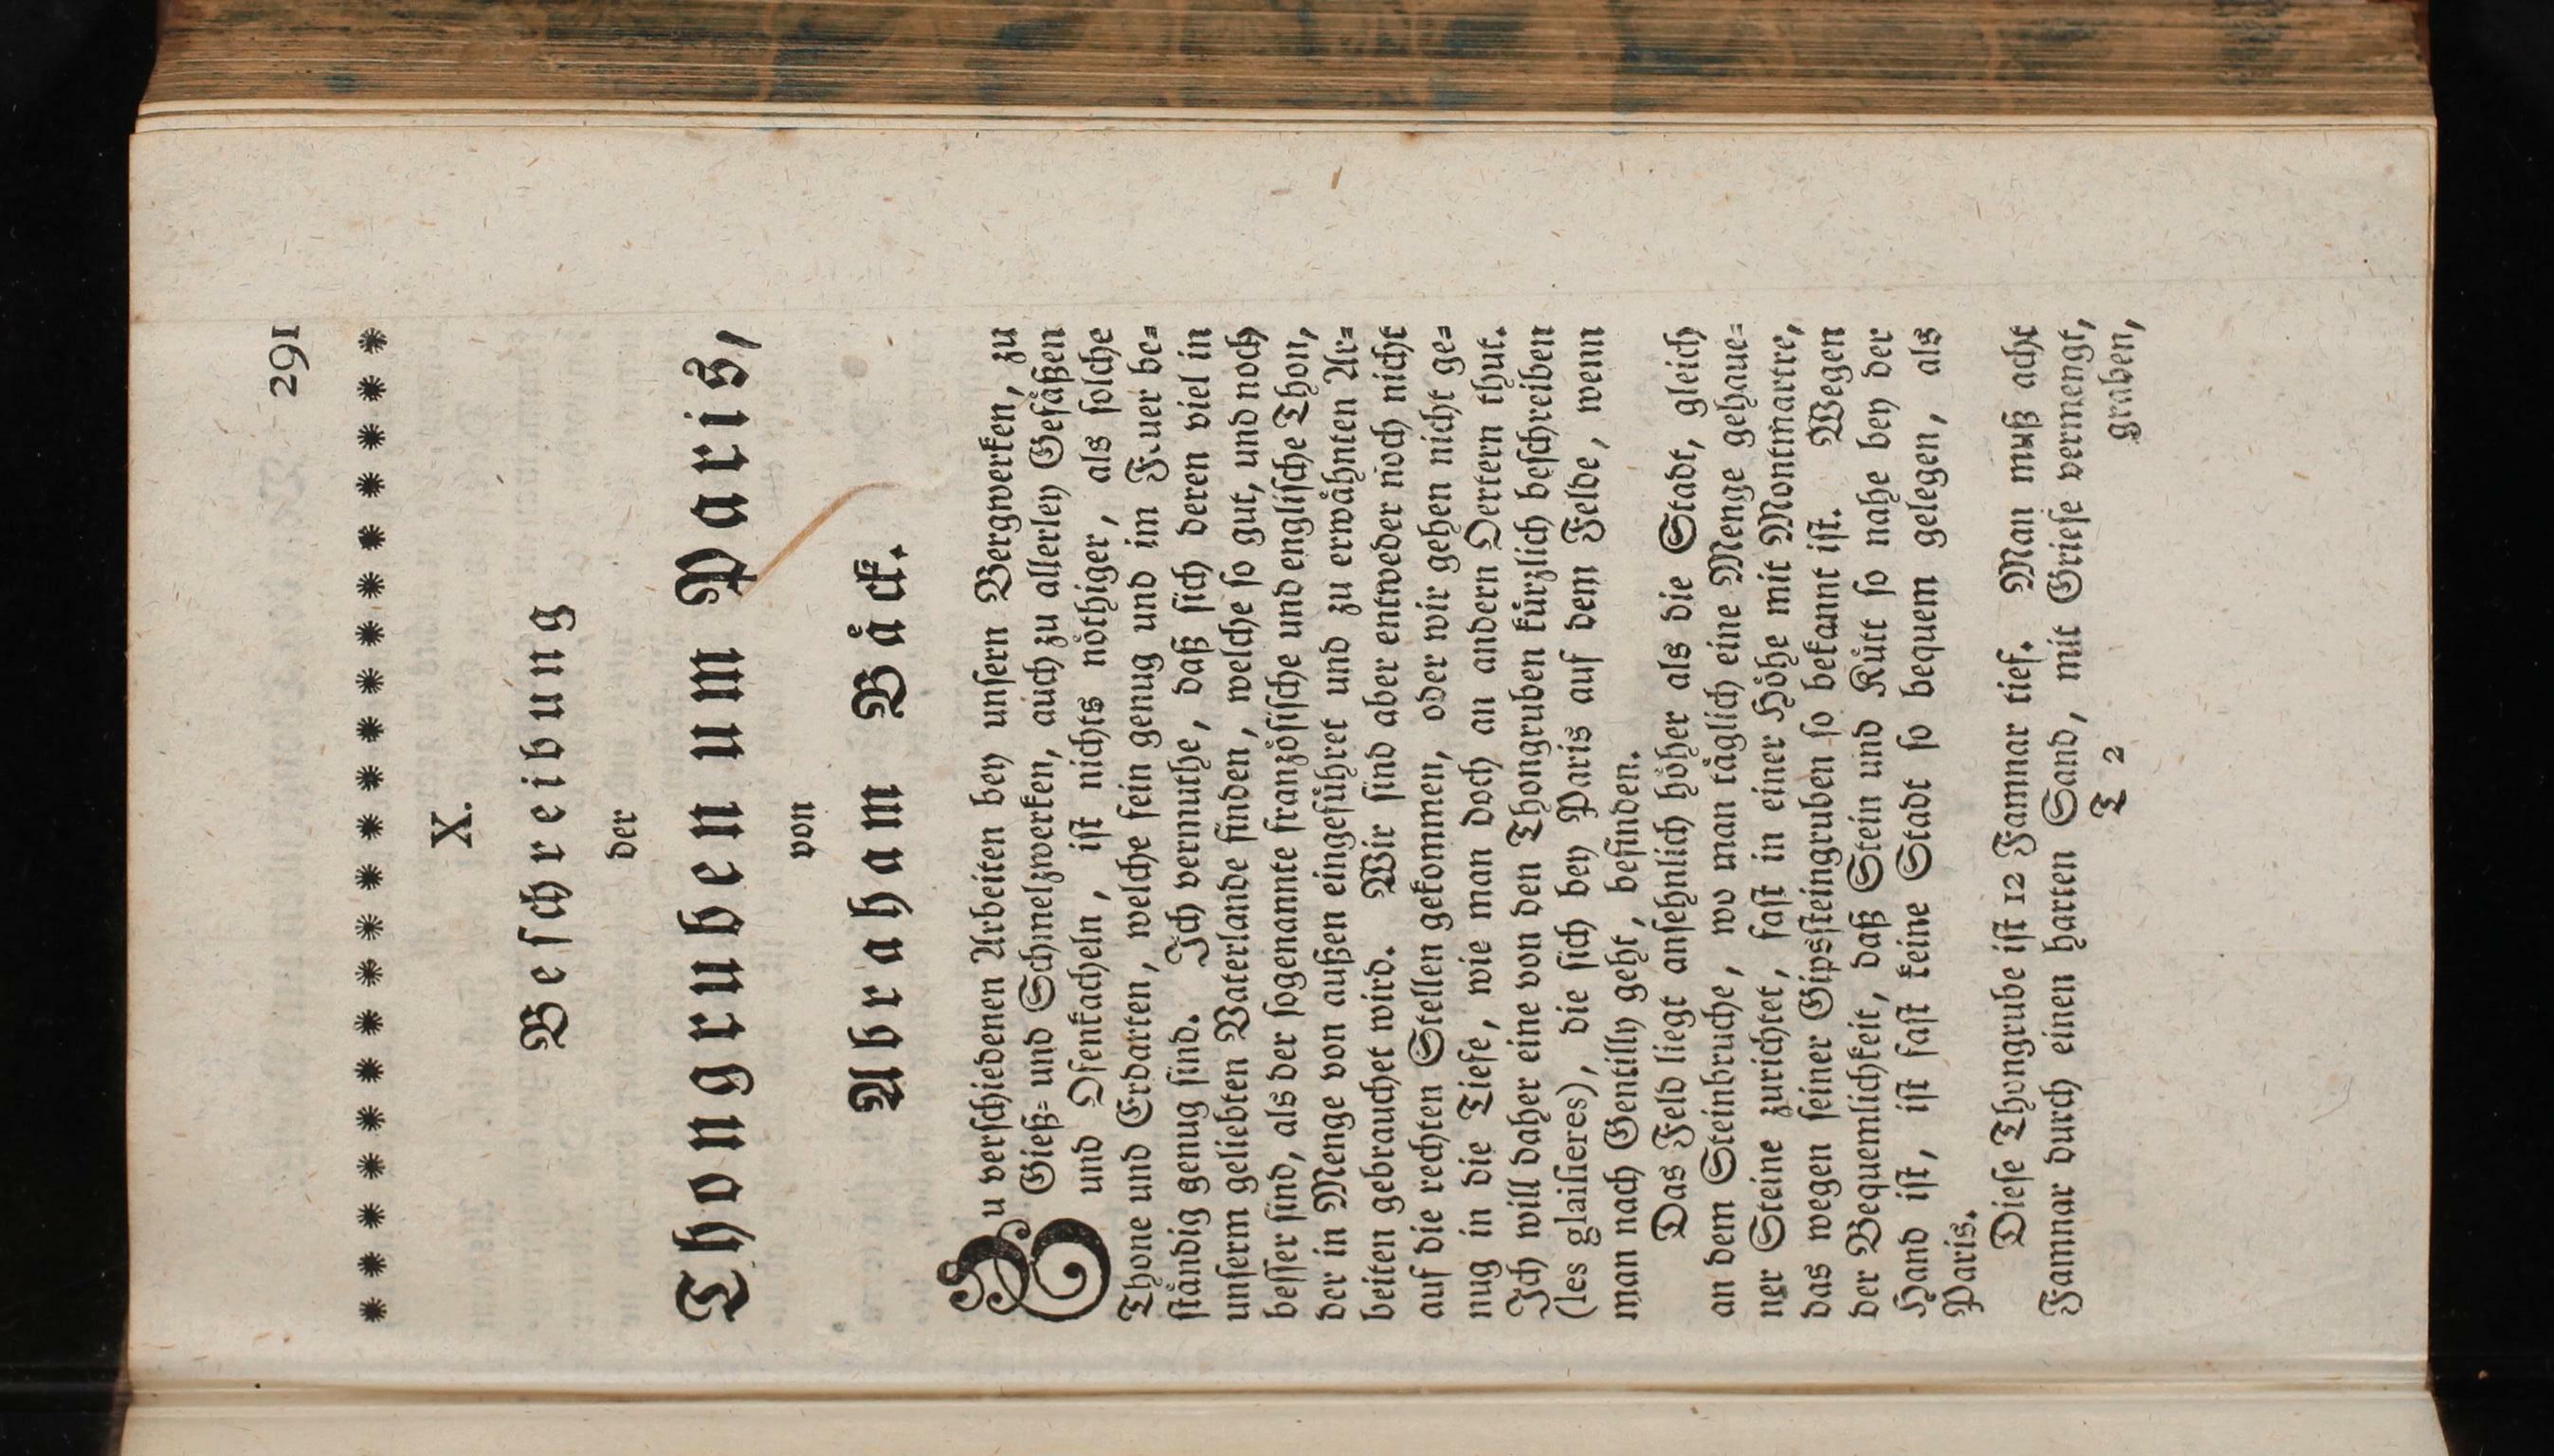 291
X.
Beschreibung
der
Thongruben um Paris,
von
Abraham Bäck.
Zu verschiedenen Arbeiten bey unsern Bergwerken, zu
Gieß- und Schmelzwerken, auch zu allerley Gefäßen
und Ofenkacheln, ist nichts nöthiger, als solche
Thone und Erdarten, welche fein genug und im Feuer be-
ständig genug sind. Ich vermuthe, daß sich deren viel in
unserm geliebten Vaterlande finden, welche so gut, und noch
besser sind, als der sogenannte französische und englische Thon,
der in Menge von außen eingeführet und zu erwähnten Ar-
beiten gebrauchet wird. Wir sind aber entweder noch nicht
auf die rechten Stellen gekommen, oder wir gehen nicht ge-
nug in die Tiefe, wie man doch an andern Oertern thut.
Ich will daher eine von den Thongruben kürzlich beschreiben
(les glaisieres), die sich bey Paris auf dem Felde, wenn
man nach Gentilly geht, befinden.
Das Feld liegt ansehnlich höher als die Stadt, gleich
an dem Steinbruche, wo man täglich eine Menge gehaue-
ner Steine zurichtet, fast in einer Höhe mit Montmartre,
das wegen seiner Gipssteingruben so bekannt ist. Wegen
der Bequemlichkeit, daß Stein und Kütt so nahe bey der
Hand ist, ist fast keine Stadt so bequem gelegen, als
Paris.
Diese Thongrube ist 12 Famnar tief. Man muß acht
Famnar durch einen harten Sand, mit Griese vermengt,
T 2
graben,